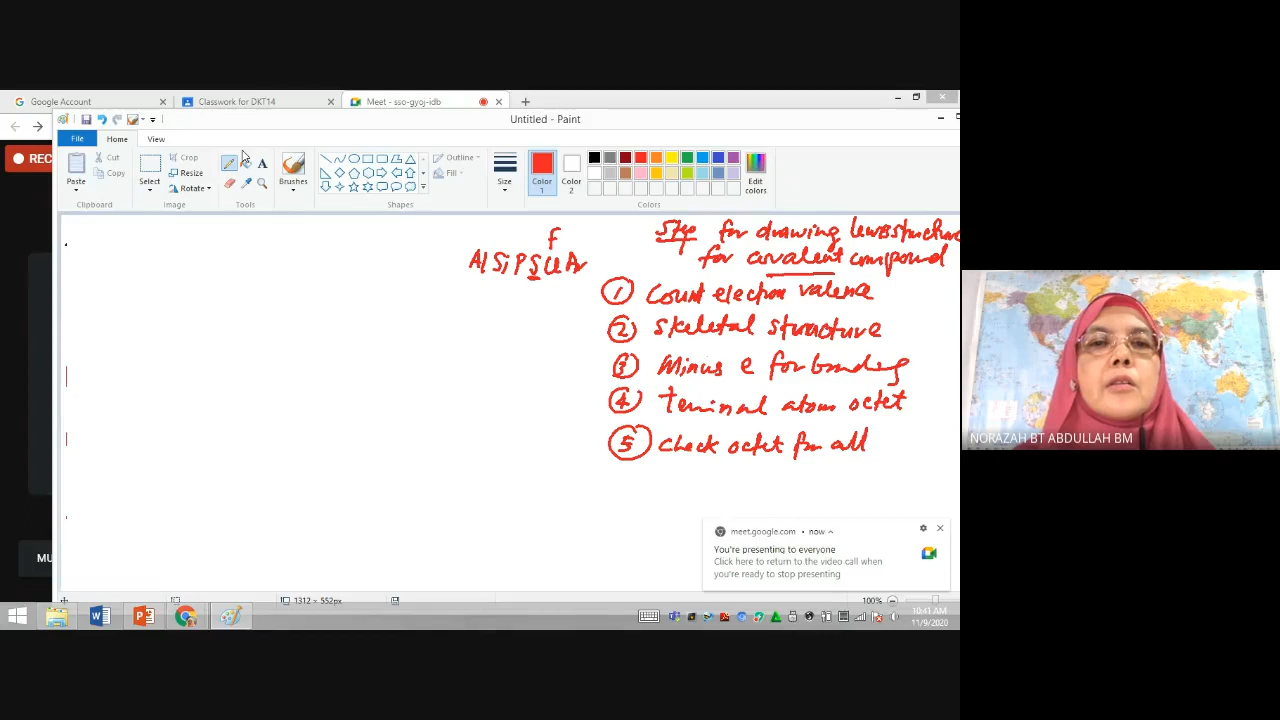 Google Account
Classwork for DKT14
Meet - sso-gyoj-idb
Untitled - Paint
REC
File
Home
View
Paste
Cut
Copy
Clipboard
Select
Crop
Resize
Rotate
Image
Tools
Brushes
Shapes
Outline
Fill
Size
Color
1
Color
2
Colors
Edit
colors
F
Al Si P S Cl Ar
Step for drawing lewis structure
for covalent compound
① Count electron valence
② Skeletal structure
③ Minus e for bonding
④ Terminal atom octet
⑤ Check octet for all
MU
meet.google.com • now
You're presenting to everyone
Click here to return to the video call when
you're ready to stop presenting
1312 × 552px
100%
10:41 AM
11/9/2020
NORAZAH BT ABDULLAH BM